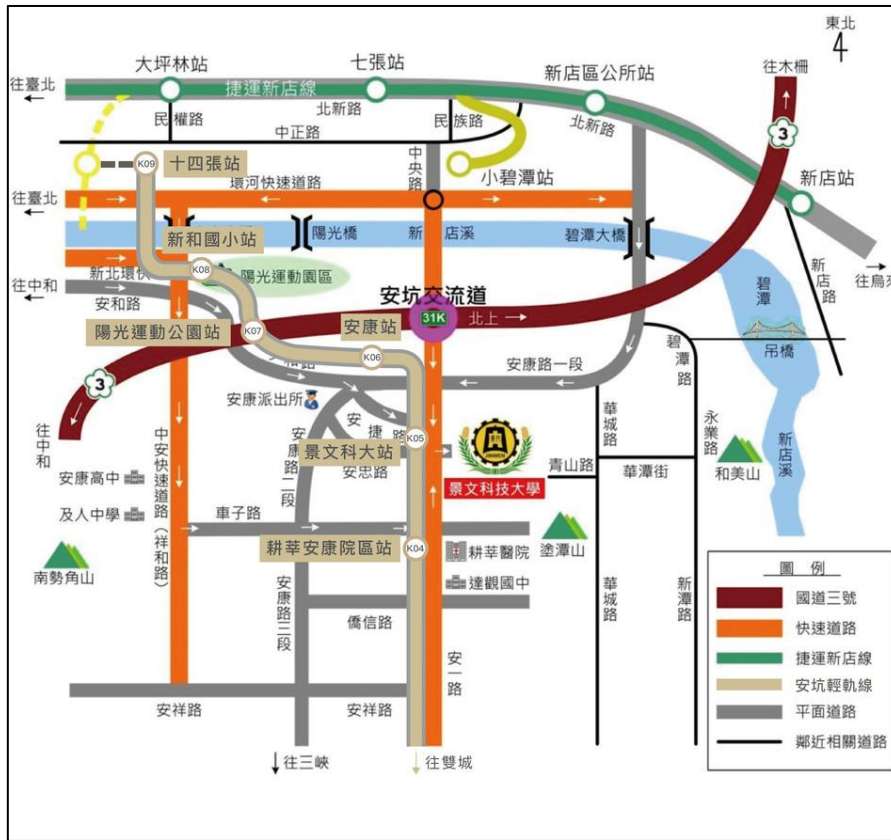 東北
4
往木柵
大坪林站
七張站
新店區公所站
往臺北
捷運新店線
北新路
民權路
中正路
民族路
北新路
3
K09
十四張站
中央路
小碧潭站
新店站
往臺北
環河快速道路
新和國小站
陽光橋
新店溪
碧潭大橋
新北環快
K08
陽光運動園區
往中和
安和路
安坑交流道
碧潭
新店路
往烏來
陽光運動公園站
K07
安康站
31K
北上
吊橋
K06
碧潭路
3
安康派出所
安康路一段
往中和
中安快速道路(祥和路)
安康路二段
安捷路
K05
景文科大站
安忠路
JINWEN
景文科技大學
青山路
華城路
華潭街
永業路
和美山
新店溪
安康高中
及人中學
車子路
南勢角山
耕莘安康院區站
K04
耕莘醫院
塗潭山
達觀國中
安康路三段
僑信路
安一路
華城路
新潭路
安祥路
安祥路
往三峽
往雙城
圖 例
國道三號
快速道路
捷運新店線
安坑輕軌線
平面道路
鄰近相關道路